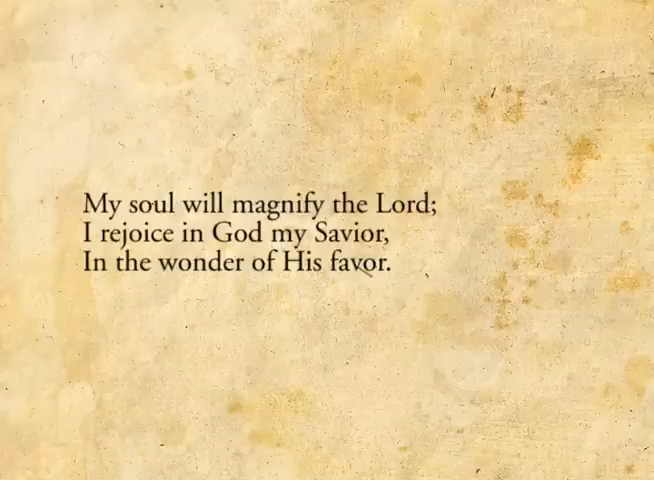 My soul will magnify the Lord;
I rejoice in God my Savior,
In the wonder of His favor.